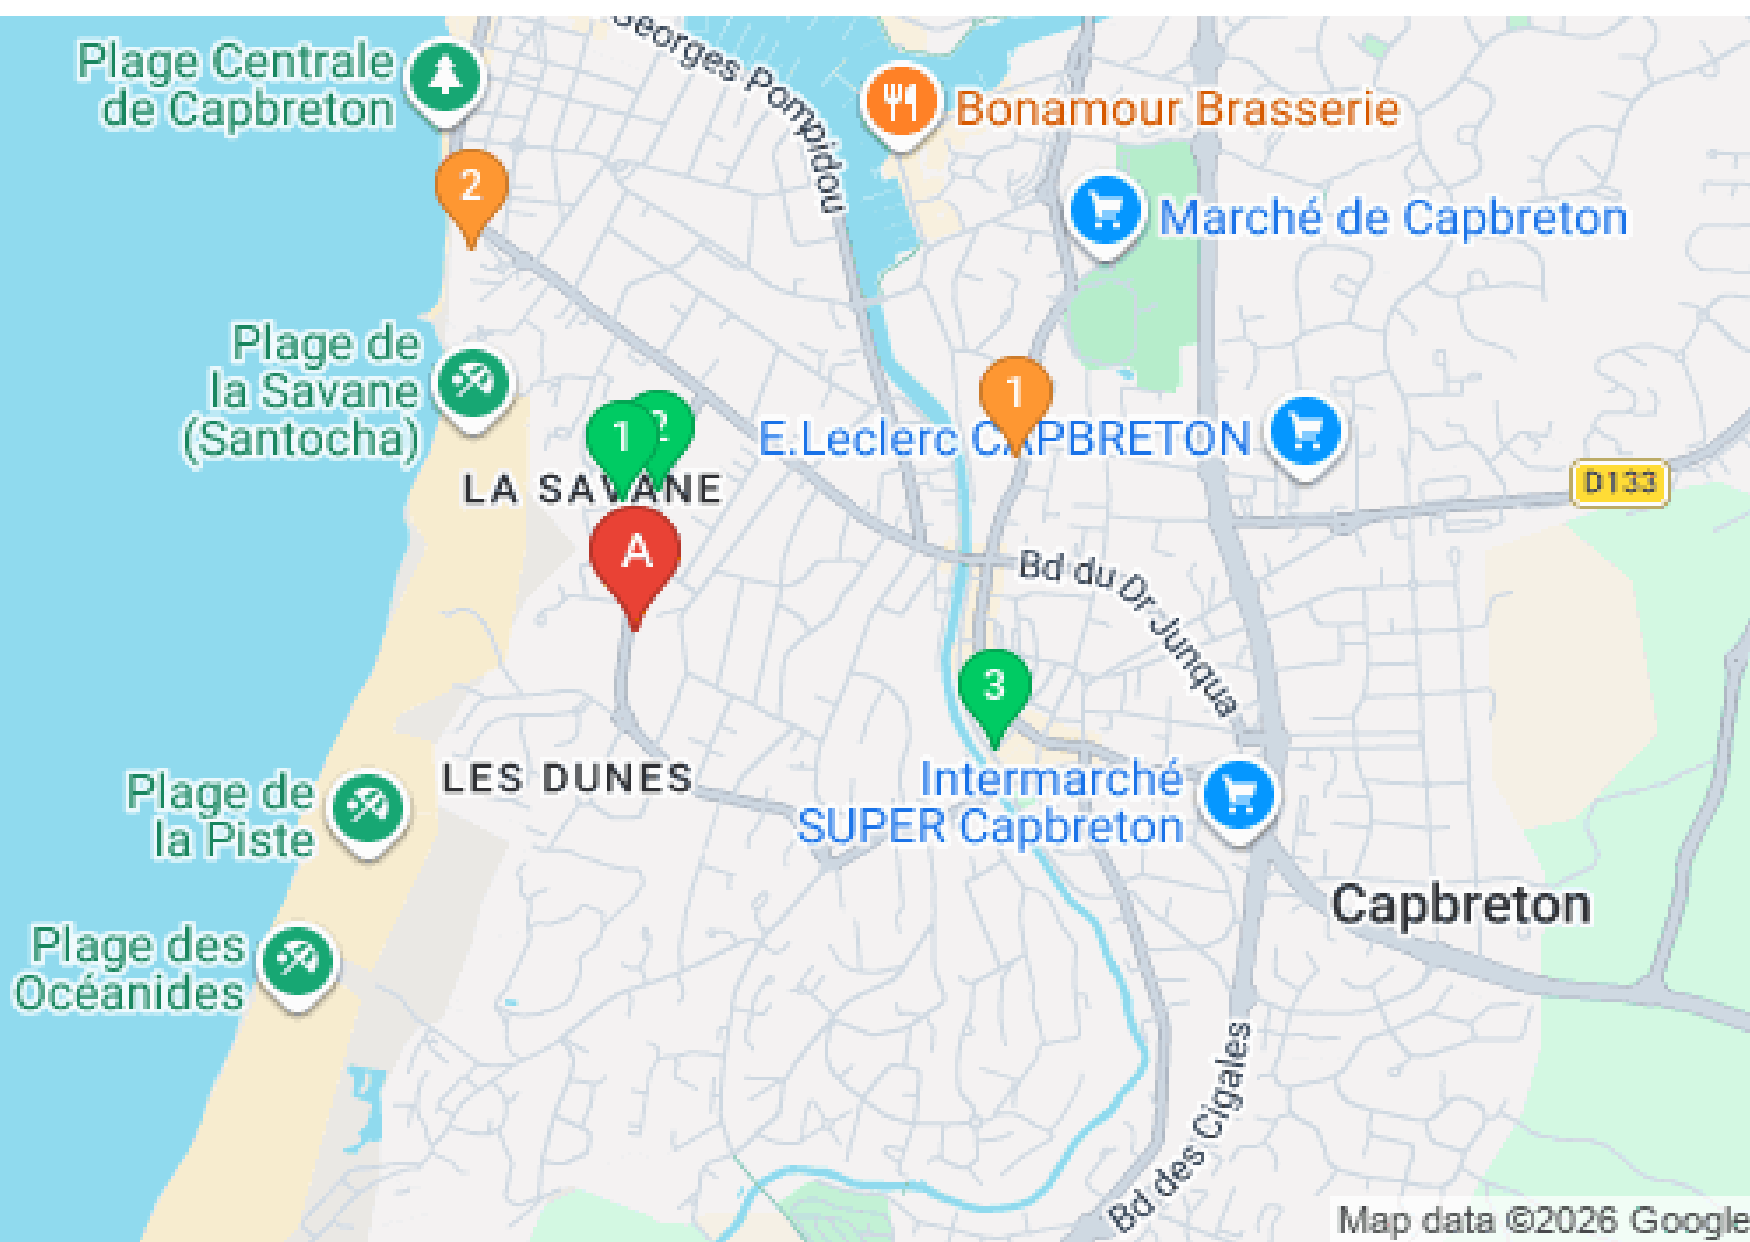 Georges Pompidou
Plage Centrale
de Capbreton
Bonamour Brasserie
2
Marché de Capbreton
Plage de
la Savane
(Santocha)
1
2
1
E.Leclerc CAPBRETON
D133
LA SAVANE
A
Bd du Dr Junqua
3
Plage de
la Piste
LES DUNES
Intermarché
SUPER Capbreton
Capbreton
Plage des
Océanides
Bd des Cigales
Map data ©2026 Google